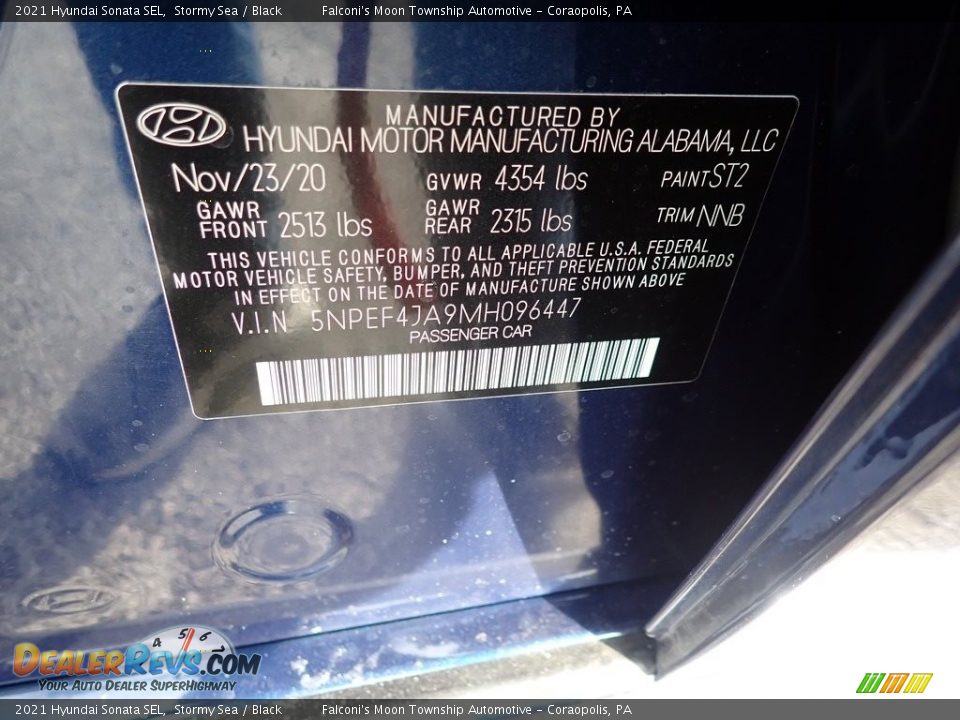 2021 Hyundai Sonata SEL, Stormy Sea / Black Falconi's Moon Township Automotive - Coraopolis, PA
MANUFACTURED BY
HYUNDAI MOTOR MANUFACTURING ALABAMA, LLC
Nov/23/20 GVWR 4354 lbs PAINT ST2
GAWR FRONT 2513 lbs GAWR REAR 2315 lbs TRIM NNB
THIS VEHICLE CONFORMS TO ALL APPLICABLE U.S.A. FEDERAL
MOTOR VEHICLE SAFETY, BUMPER, AND THEFT PREVENTION STANDARDS
IN EFFECT ON THE DATE OF MANUFACTURE SHOWN ABOVE
V.I.N 5NPEF4JA9MH096447
PASSENGER CAR
4 5 6 7
DEALERREVS.COM
YOUR AUTO DEALER SUPERHIGHWAY
2021 Hyundai Sonata SEL, Stormy Sea / Black Falconi's Moon Township Automotive - Coraopolis, PA